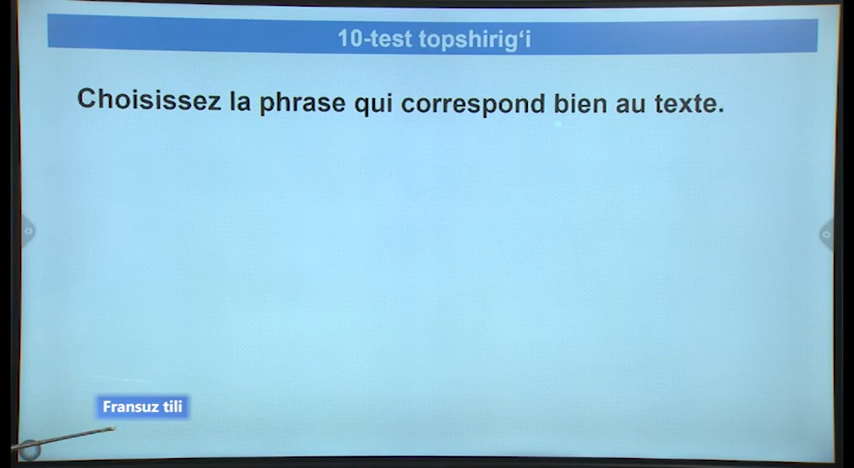 10-test topshirig‘i
Choisissez la phrase qui correspond bien au texte.
Fransuz tili